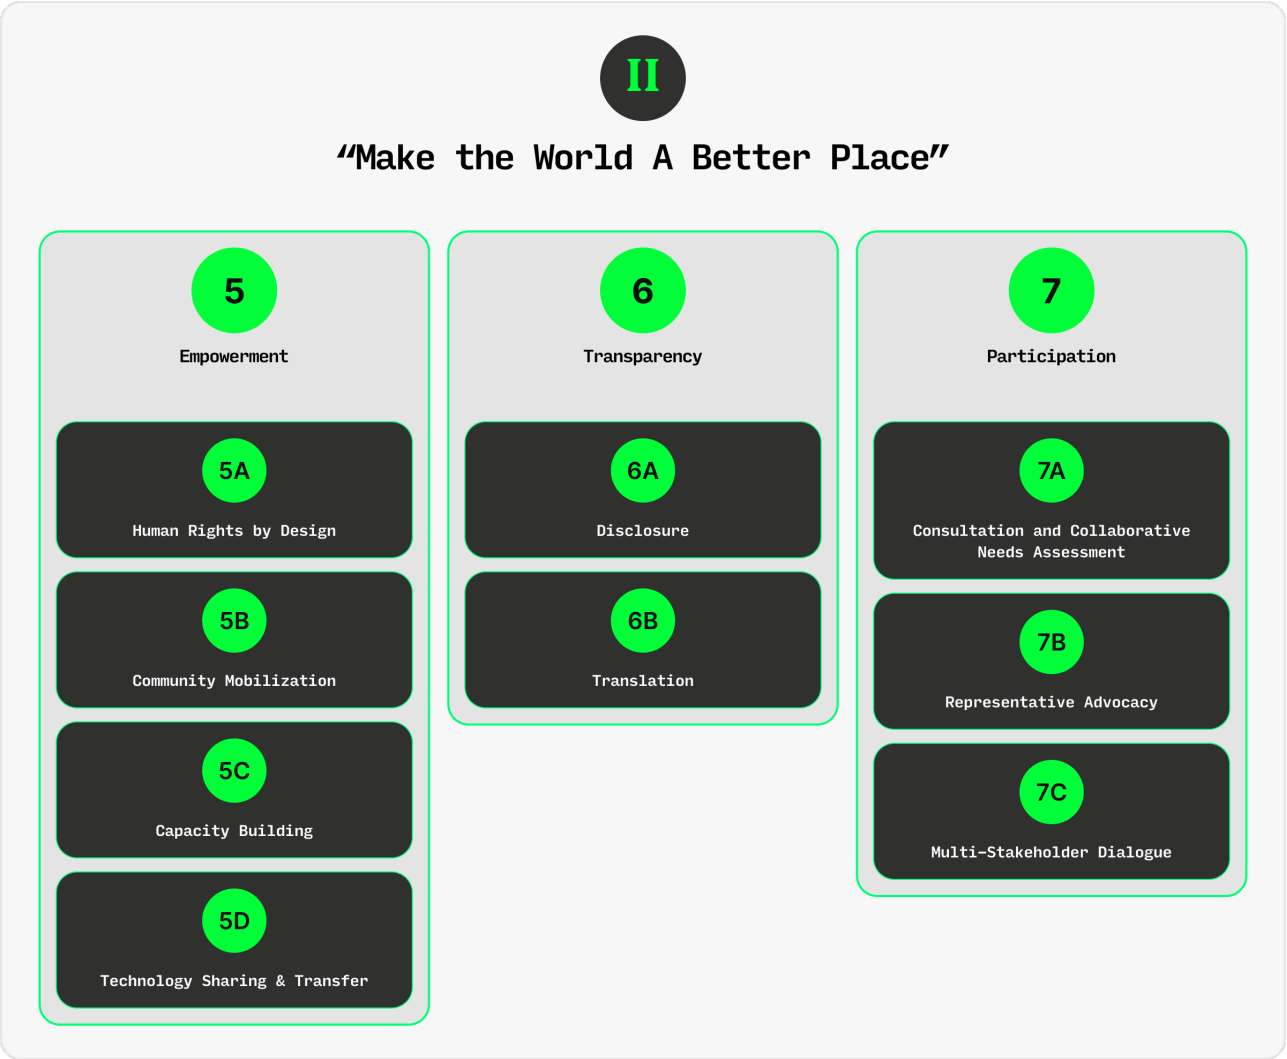 II
“Make the World A Better Place”
5
Empowerment
5A
Human Rights by Design
5B
Community Mobilization
5C
Capacity Building
5D
Technology Sharing & Transfer
6
Transparency
6A
Disclosure
6B
Translation
7
Participation
7A
Consultation and Collaborative
Needs Assessment
7B
Representative Advocacy
7C
Multi-Stakeholder Dialogue